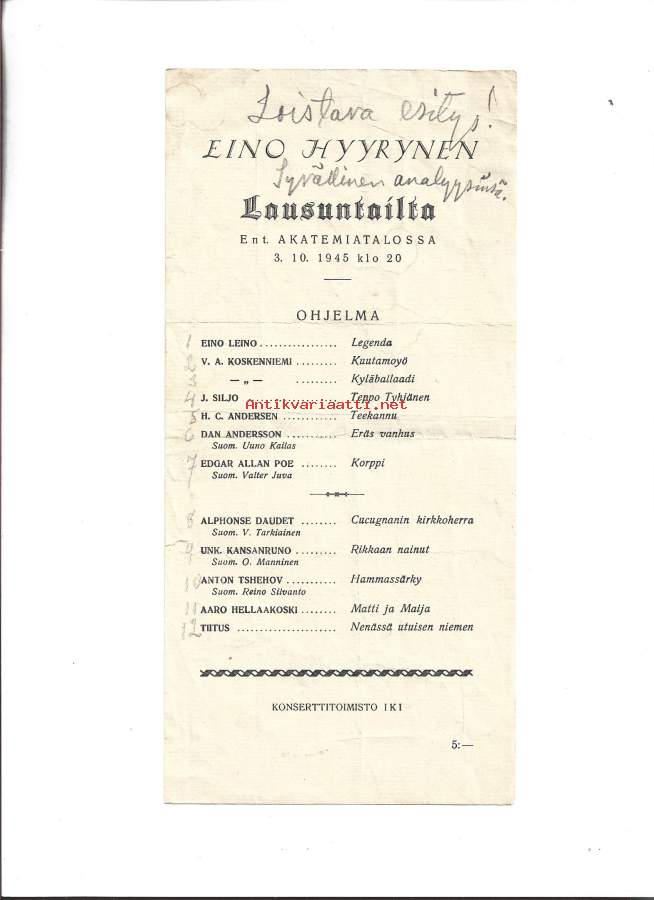 Loistava esitys!
EINO HYYRYNEN
Syvällinen analyysintä.
Lausuntailta
Ent. AKATEMIATALOSSA
3. 10. 1945 klo 20
OHJELMA
1 EINO LEINO ................ Legenda
2 V. A. KOSKENNIEMI ......... Kuutamoyö
3 — „ — ......... Kyläballaadi
4 J. SILJO Teppo Tyhjänen
Antikvariaatti.net
5 H. C. ANDERSEN ............ Teekannu
6 DAN ANDERSSON ........... Eräs vanhus
Suom. Uuno Kailas
7 EDGAR ALLAN POE ........ Korppi
Suom. Valter Juva
8 ALPHONSE DAUDET ........ Cucugnanin kirkkoherra
Suom. V. Tarkiainen
9 UNK. KANSANRUNO ......... Rikkaan nainut
Suom. O. Manninen
10 ANTON TSHEHOV ........... Hammassärky
Suom. Reino Silvanto
11 AARO HELLAAKOSKI ........ Matti ja Maija
12 TIITUS ..................... Nenässä utuisen niemen
KONSERTTITOIMISTO IKI
5:—